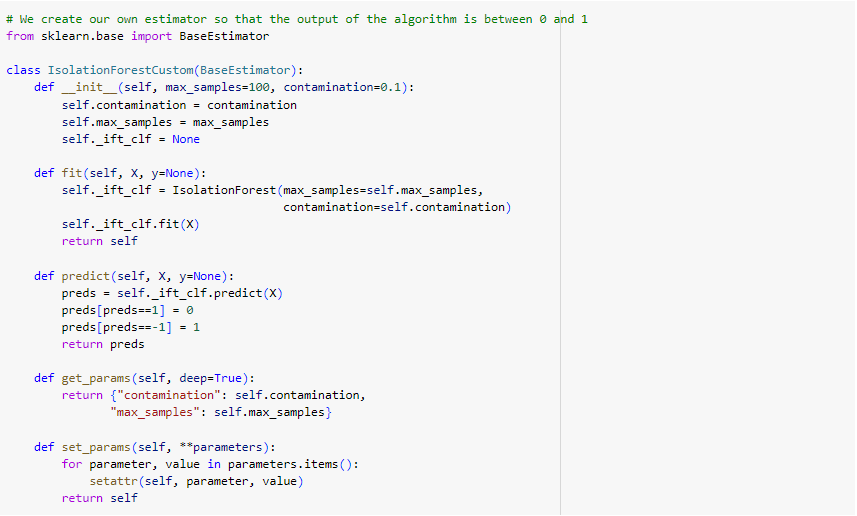 # We create our own estimator so that the output of the algorithm is between 0 and 1
from sklearn.base import BaseEstimator

class IsolationForestCustom(BaseEstimator):
    def __init__(self, max_samples=100, contamination=0.1):
        self.contamination = contamination
        self.max_samples = max_samples
        self._ift_clf = None

    def fit(self, X, y=None):
        self._ift_clf = IsolationForest(max_samples=self.max_samples,
                                        contamination=self.contamination)
        self._ift_clf.fit(X)
        return self

    def predict(self, X, y=None):
        preds = self._ift_clf.predict(X)
        preds[preds==1] = 0
        preds[preds==-1] = 1
        return preds

    def get_params(self, deep=True):
        return {"contamination": self.contamination,
               "max_samples": self.max_samples}

    def set_params(self, **parameters):
        for parameter, value in parameters.items():
            setattr(self, parameter, value)
        return self